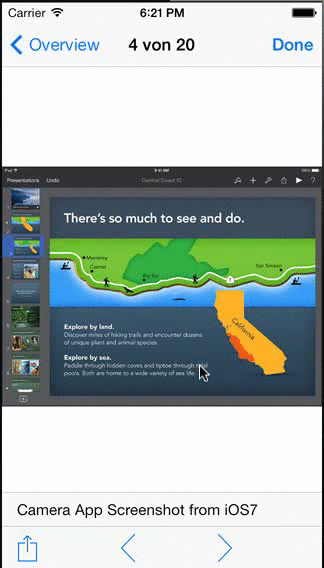 Carrier 6:21 PM
Overview 4 von 20 Done
iPad 9:41 AM
Presentations Undo Central Coast IC
There's so much to see and do.
Monterey
Carmel
Big Sur
1
San Simeon
California
Explore by land.
Discover miles of hiking trails and encounter dozens
of unique plant and animal species.
Explore by sea.
Paddle through hidden coves and tiptoe through tidal
pools. Both are home to a wide variety of sea life.
Camera App Screenshot from iOS7